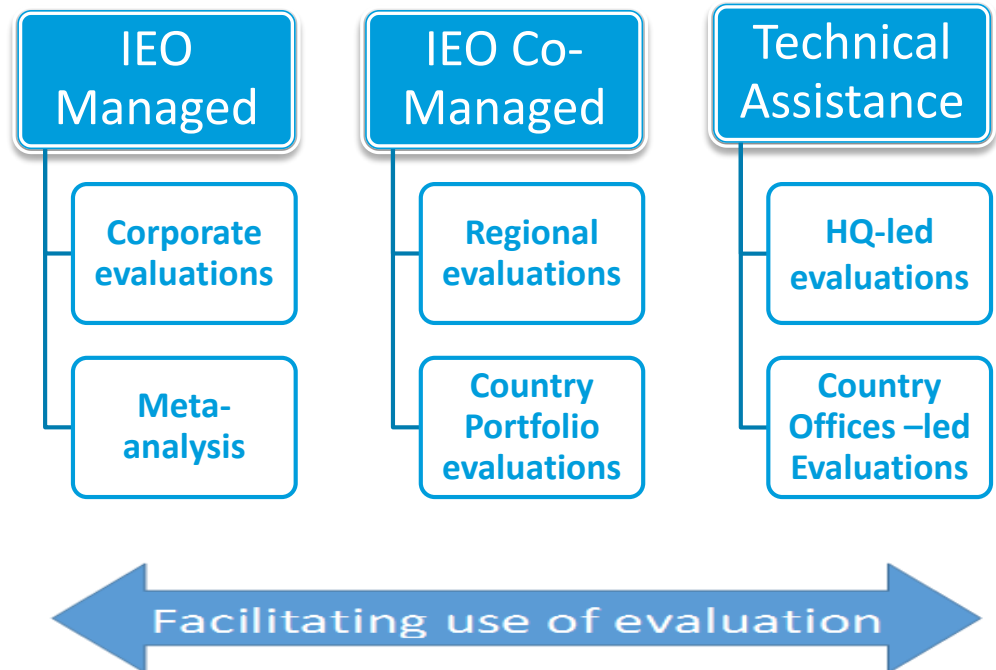 IEO
Managed
Corporate
evaluations
Meta-
analysis
IEO Co-
Managed
Regional
evaluations
Country
Portfolio
evaluations
Technical
Assistance
HQ-led
evaluations
Country
Offices –led
Evaluations
Facilitating use of evaluation